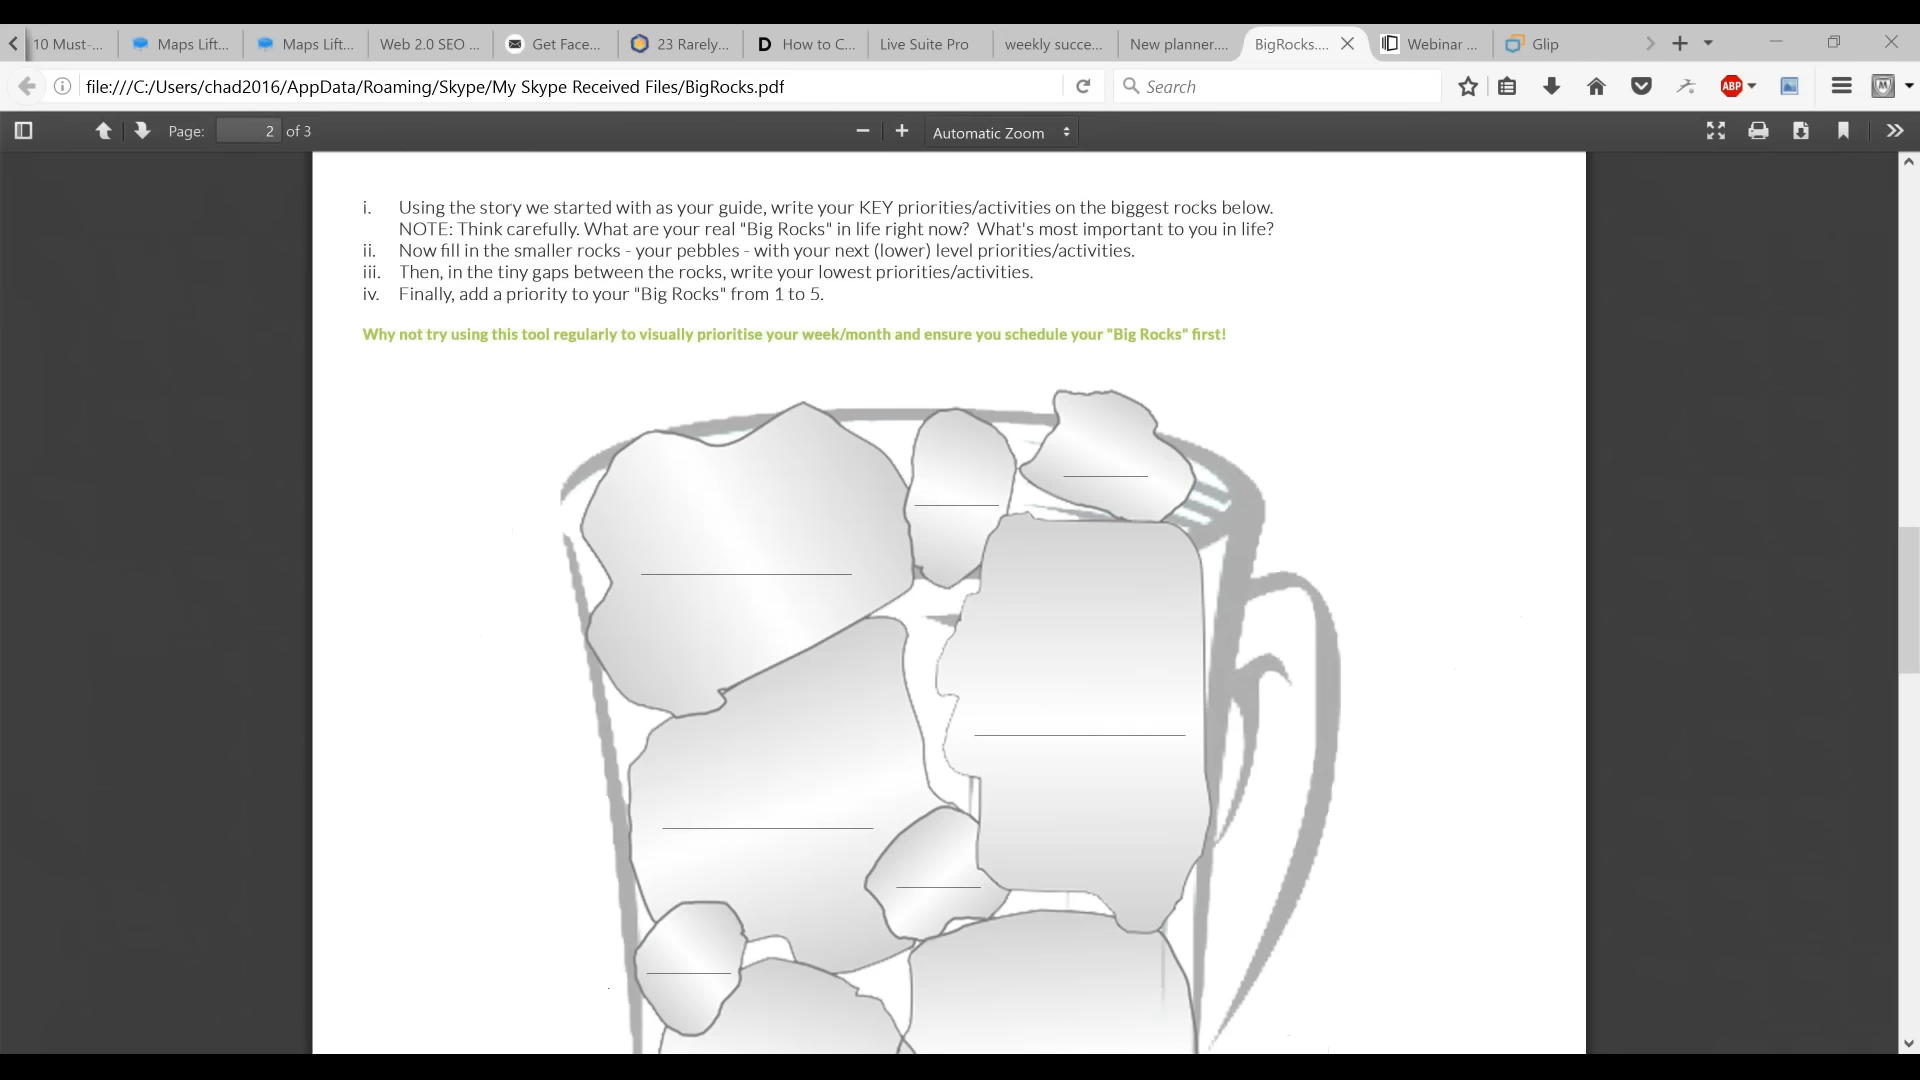 10 Must-...
Maps Lift...
Maps Lift...
Web 2.0 SEO ...
Get Face...
23 Rarely...
How to C...
Live Suite Pro
weekly succe...
New planner....
BigRocks....
Webinar ...
Glip
file:///C:/Users/chad2016/AppData/Roaming/Skype/My Skype Received Files/BigRocks.pdf
Search
ABP
Page: 2 of 3
Automatic Zoom
i. Using the story we started with as your guide, write your KEY priorities/activities on the biggest rocks below.
NOTE: Think carefully. What are your real "Big Rocks" in life right now? What's most important to you in life?
ii. Now fill in the smaller rocks - your pebbles - with your next (lower) level priorities/activities.
iii. Then, in the tiny gaps between the rocks, write your lowest priorities/activities.
iv. Finally, add a priority to your "Big Rocks" from 1 to 5.
Why not try using this tool regularly to visually prioritise your week/month and ensure you schedule your "Big Rocks" first!